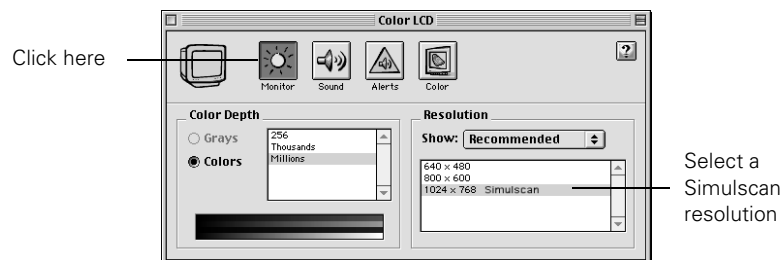 Color LCD
Click here
?
Monitor Sound Alerts Color
Color Depth
Grays
Colors
256
Thousands
Millions
Resolution
Show: Recommended
640 × 480
800 × 600
1024 × 768 Simulscan
Select a
Simulscan
resolution